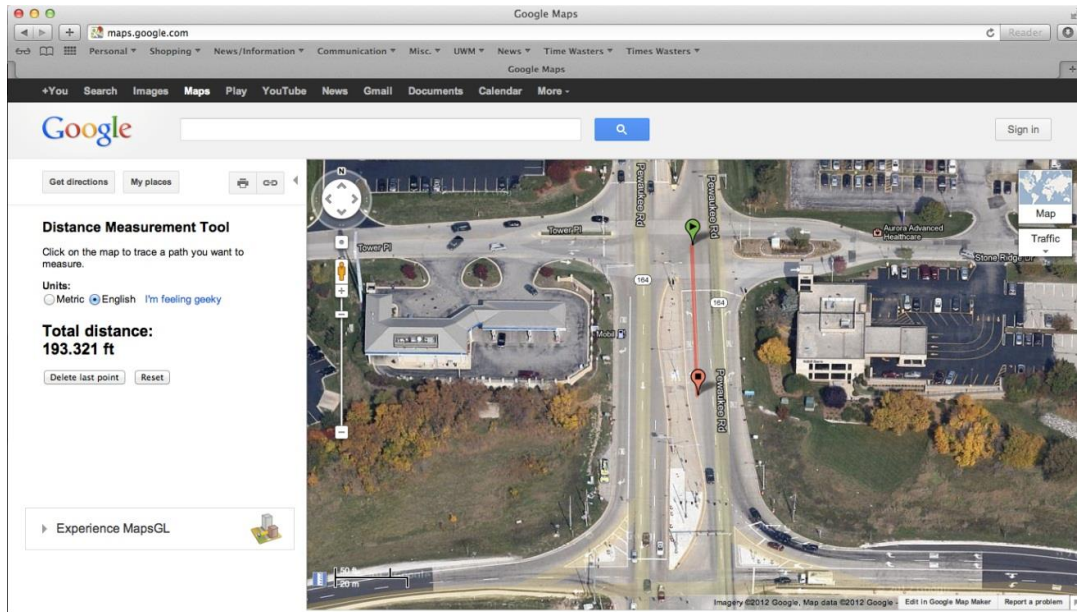 Google Maps
maps.google.com
Reader
Personal Shopping News/Information Communication Misc. UWM News Time Wasters Times Wasters
Google Maps
+You Search Images Maps Play YouTube News Gmail Documents Calendar More
Google
Sign in
Get directions My places
Distance Measurement Tool
Click on the map to trace a path you want to
measure.
Units:
Metric English I'm feeling geeky
Total distance:
193.321 ft
Delete last point Reset
Experience MapsGL
N
Pewaukee Rd
Pewaukee Rd
Map
Traffic
Aurora Advanced
Healthcare
Tower Pl
Tower Pl
Stone Ridge Dr
164
164
Mobil
Pewaukee Rd
50 ft
20 m
Imagery ©2012 Google, Map data ©2012 Google - Edit in Google Map Maker Report a problem